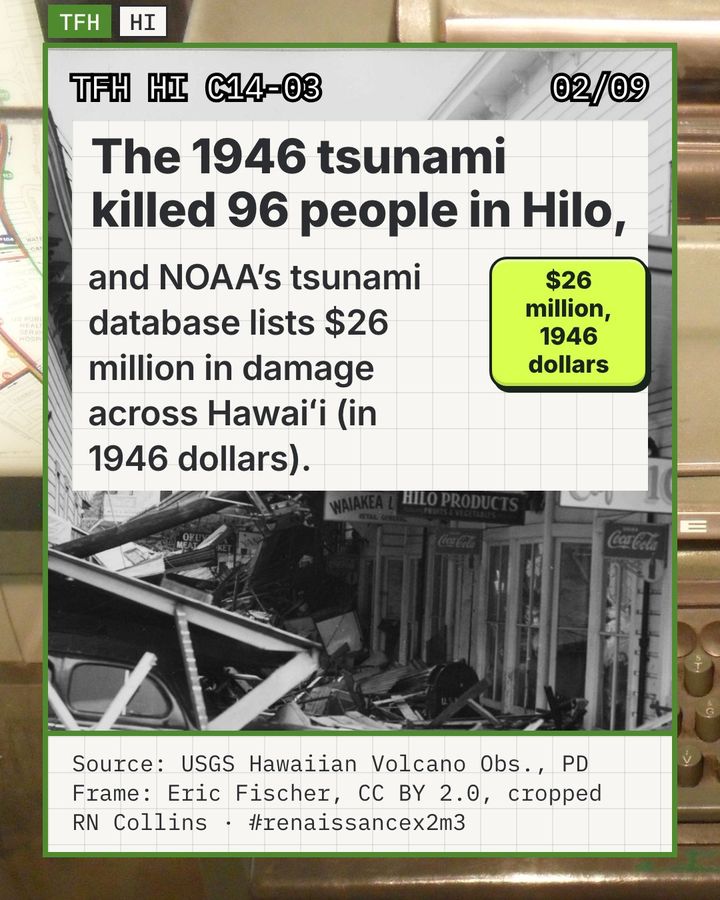 TFH HI
TFH HI C14-03 02/09
The 1946 tsunami
killed 96 people in Hilo,
and NOAA’s tsunami
database lists $26
million in damage
across Hawaiʻi (in
1946 dollars).
$26
million,
1946
dollars
WAIAKEA
HILO PRODUCTS
FRUITS & VEGETABLES
Coca-Cola
Coca-Cola
Source: USGS Hawaiian Volcano Obs., PD
Frame: Eric Fischer, CC BY 2.0, cropped
RN Collins · #renaissancex2m3